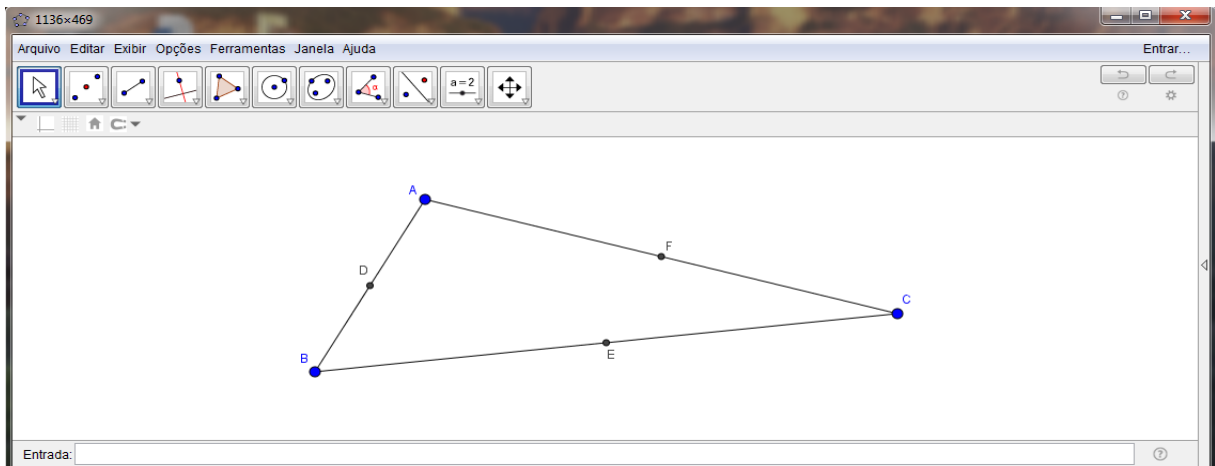 1136×469
Arquivo Editar Exibir Opções Ferramentas Janela Ajuda Entrar...
α a=2
A
F
D
C
E
B
Entrada: